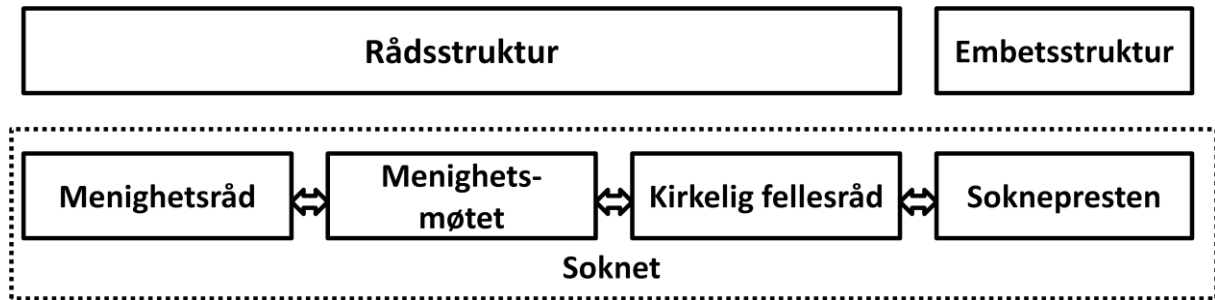 Rådsstruktur
Embetsstruktur
Menighetsråd
Menighets-
møtet
Kirkelig fellesråd
Soknepresten
Soknet